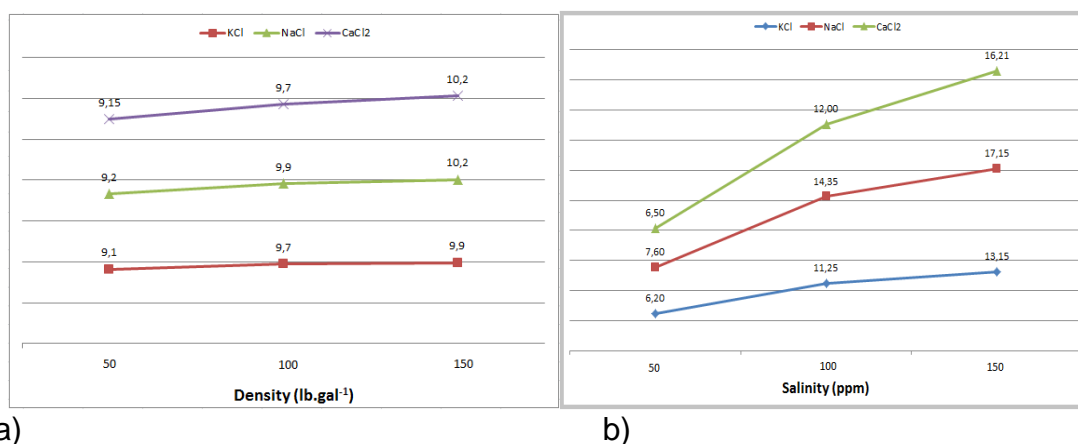 KCl NaCl CaCl2
9,15 9,7 10,2
9,2 9,9 10,2
9,1 9,7 9,9
50 100 150
Density (lb.gal⁻¹)
a)
KCl NaCl CaCl2
6,50 12,00 16,21
7,60 14,35 17,15
6,20 11,25 13,15
50 100 150
Salinity (ppm)
b)